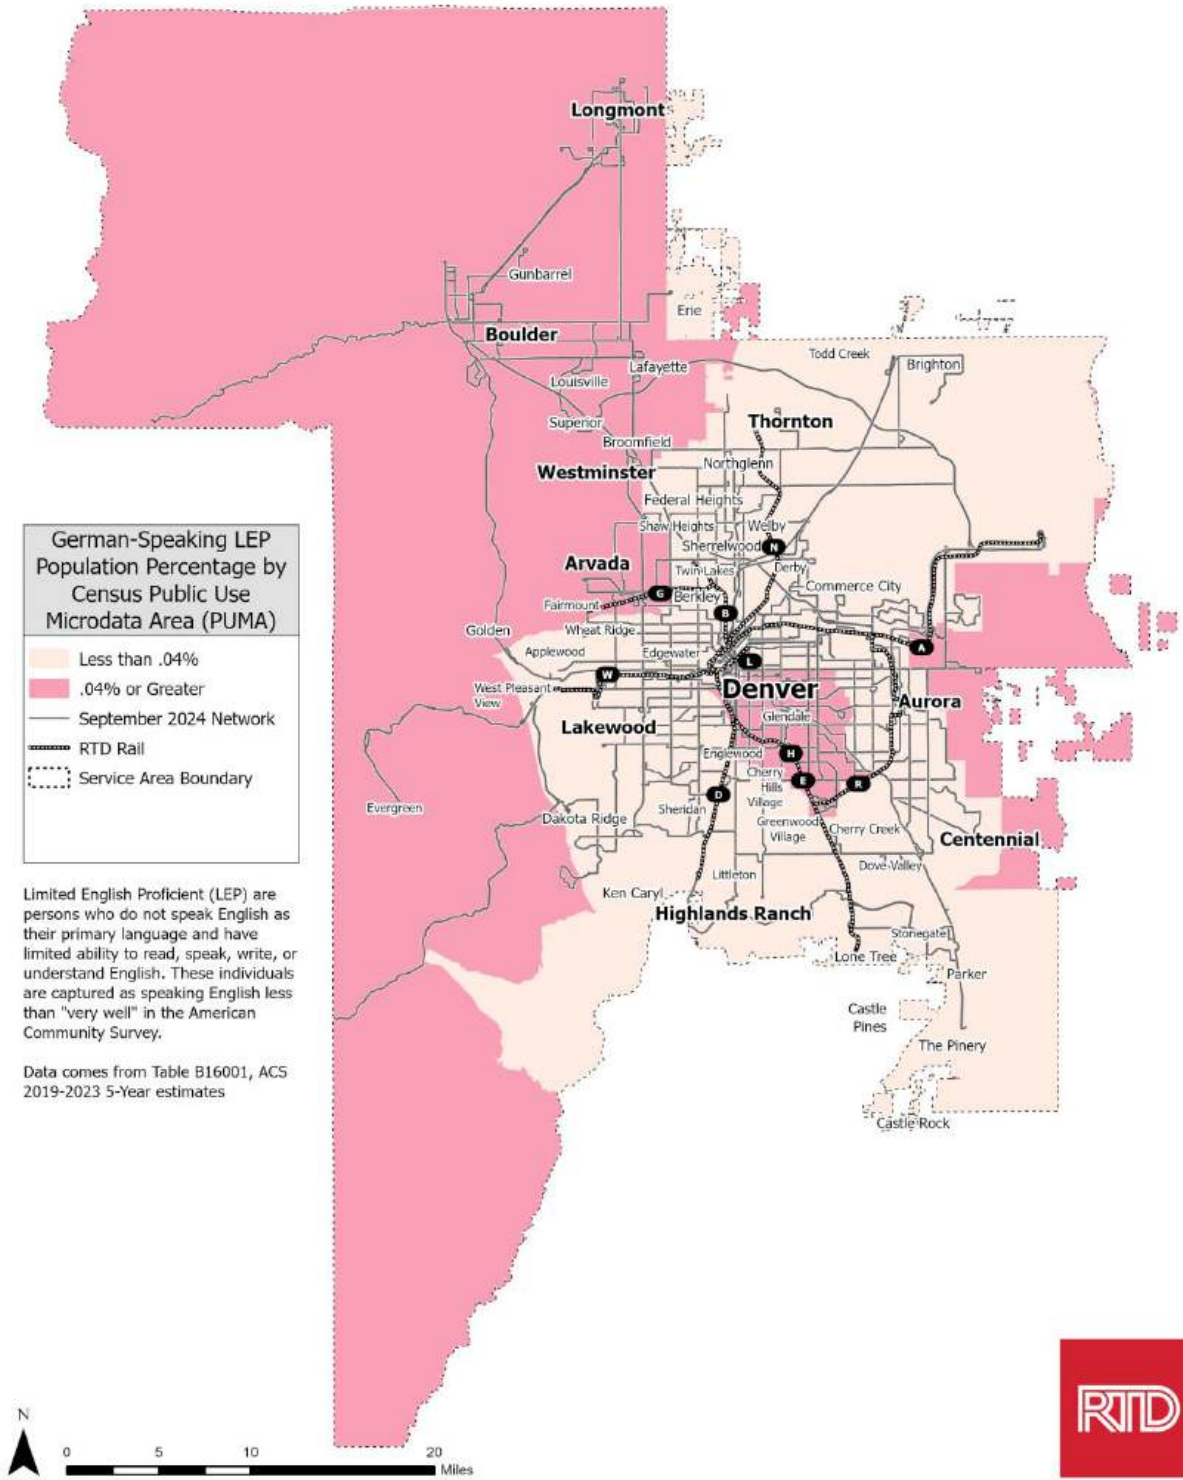 Longmont
Gunbarrel
Erie
Boulder
Todd Creek
Brighton
Lafayette
Louisville
Superior
Thornton
Broomfield
Westminster
Northglenn
Federal Heights
Shaw Heights
Welby
Sherrelwood
N
Arvada
Twin Lakes
Derby
Commerce City
G
Berkley
Fairmount
B
Golden
Wheat Ridge
Applewood
Edgewater
A
L
W
West Pleasant
View
Denver
Aurora
Lakewood
Glendale
Englewood
H
Cherry
Hills
Village
E
R
D
Evergreen
Sheridan
Dakota Ridge
Greenwood
Village
Cherry Creek
Centennial
Dove Valley
Littleton
Ken Caryl
Highlands Ranch
Stonegate
Lone Tree
Parker
Castle
Pines
The Pinery
Castle Rock
German-Speaking LEP
Population Percentage by
Census Public Use
Microdata Area (PUMA)
Less than .04%
.04% or Greater
September 2024 Network
RTD Rail
Service Area Boundary
Limited English Proficient (LEP) are
persons who do not speak English as
their primary language and have
limited ability to read, speak, write, or
understand English. These individuals
are captured as speaking English less
than "very well" in the American
Community Survey.
Data comes from Table B16001, ACS
2019-2023 5-Year estimates
N
0 5 10 20
Miles
RTD